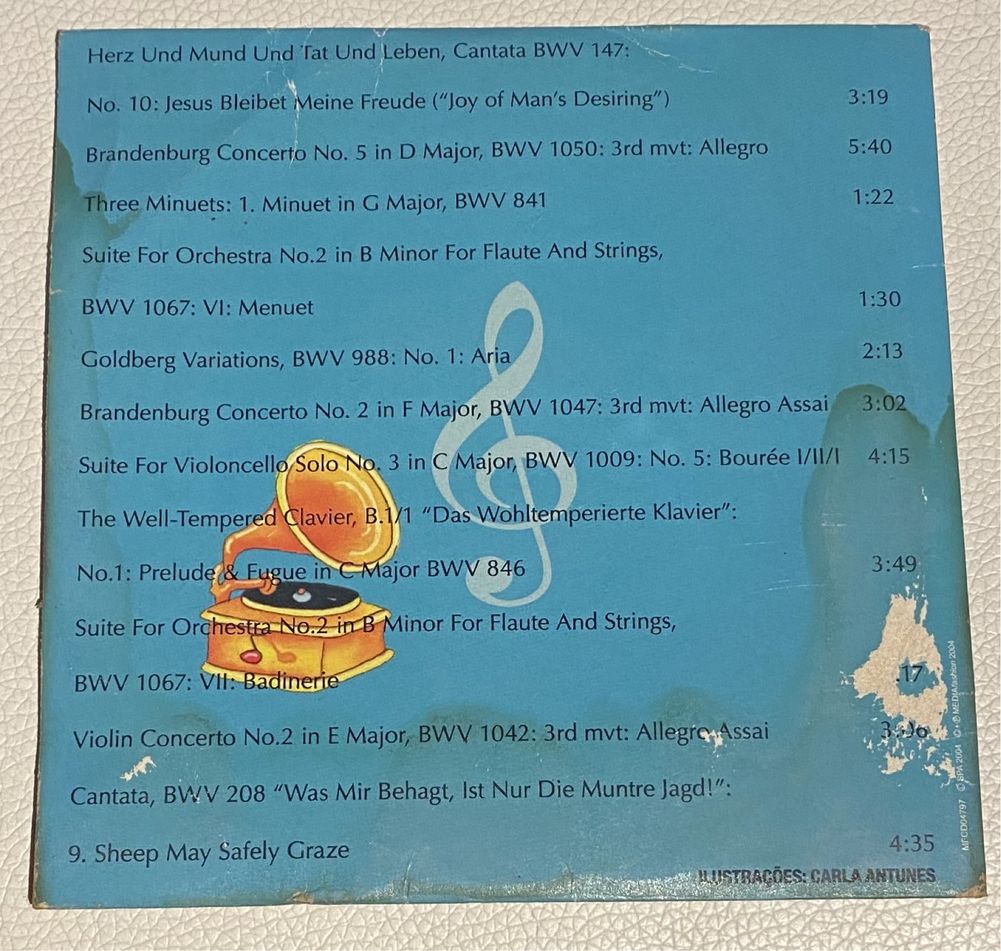 Herz Und Mund Und Tat Und Leben, Cantata BWV 147:
No. 10: Jesus Bleibet Meine Freude (“Joy of Man’s Desiring”) 3:19
Brandenburg Concerto No. 5 in D Major, BWV 1050: 3rd mvt: Allegro 5:40
Three Minuets: 1. Minuet in G Major, BWV 841 1:22
Suite For Orchestra No.2 in B Minor For Flaute And Strings,
BWV 1067: VI: Menuet 1:30
Goldberg Variations, BWV 988: No. 1: Aria 2:13
Brandenburg Concerto No. 2 in F Major, BWV 1047: 3rd mvt: Allegro Assai 3:02
Suite For Violoncello Solo No. 3 in C Major, BWV 1009: No. 5: Bourée I/II/I 4:15
The Well-Tempered Clavier, B.1/1 “Das Wohltemperierte Klavier”:
No.1: Prelude & Fugue in C Major BWV 846 3:49
Suite For Orchestra No.2 in B Minor For Flaute And Strings,
BWV 1067: VII: Badinerie :17
Violin Concerto No.2 in E Major, BWV 1042: 3rd mvt: Allegro Assai
Cantata, BWV 208 “Was Mir Behagt, Ist Nur Die Muntre Jagd!”:
9. Sheep May Safely Graze 4:35
ILUSTRAÇÕES: CARLA ANTUNES
MFCD04797 © SPA 2004 © + ℗ MEDIAfashion 2004